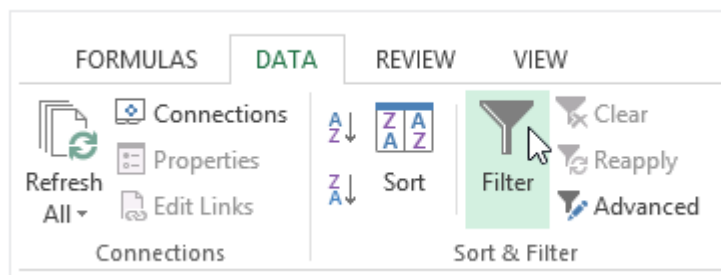 FORMULAS DATA REVIEW VIEW
Refresh All
Connections
Properties
Edit Links
Connections
A Z
Z A
Z A A Z
Sort
Filter
Clear
Reapply
Advanced
Sort & Filter